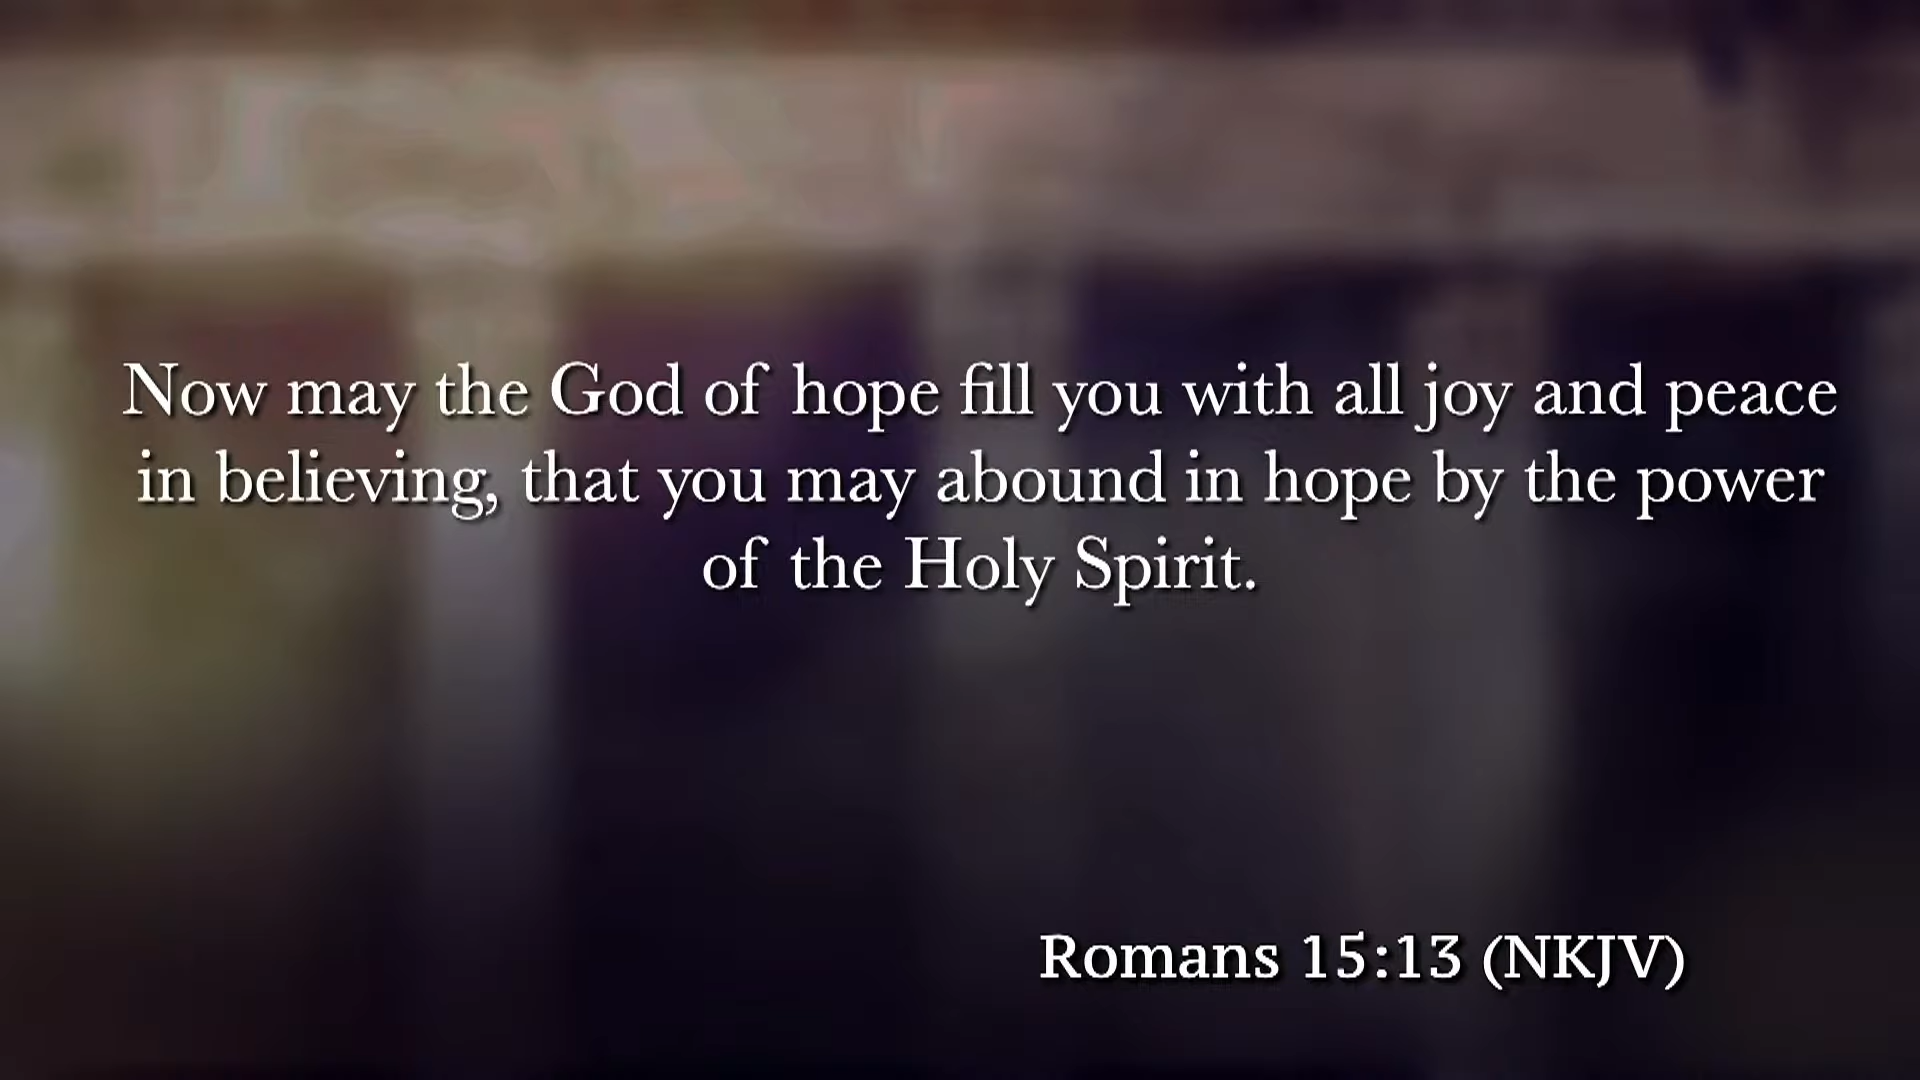 Now may the God of hope fill you with all joy and peace
in believing, that you may abound in hope by the power
of the Holy Spirit.
Romans 15:13 (NKJV)